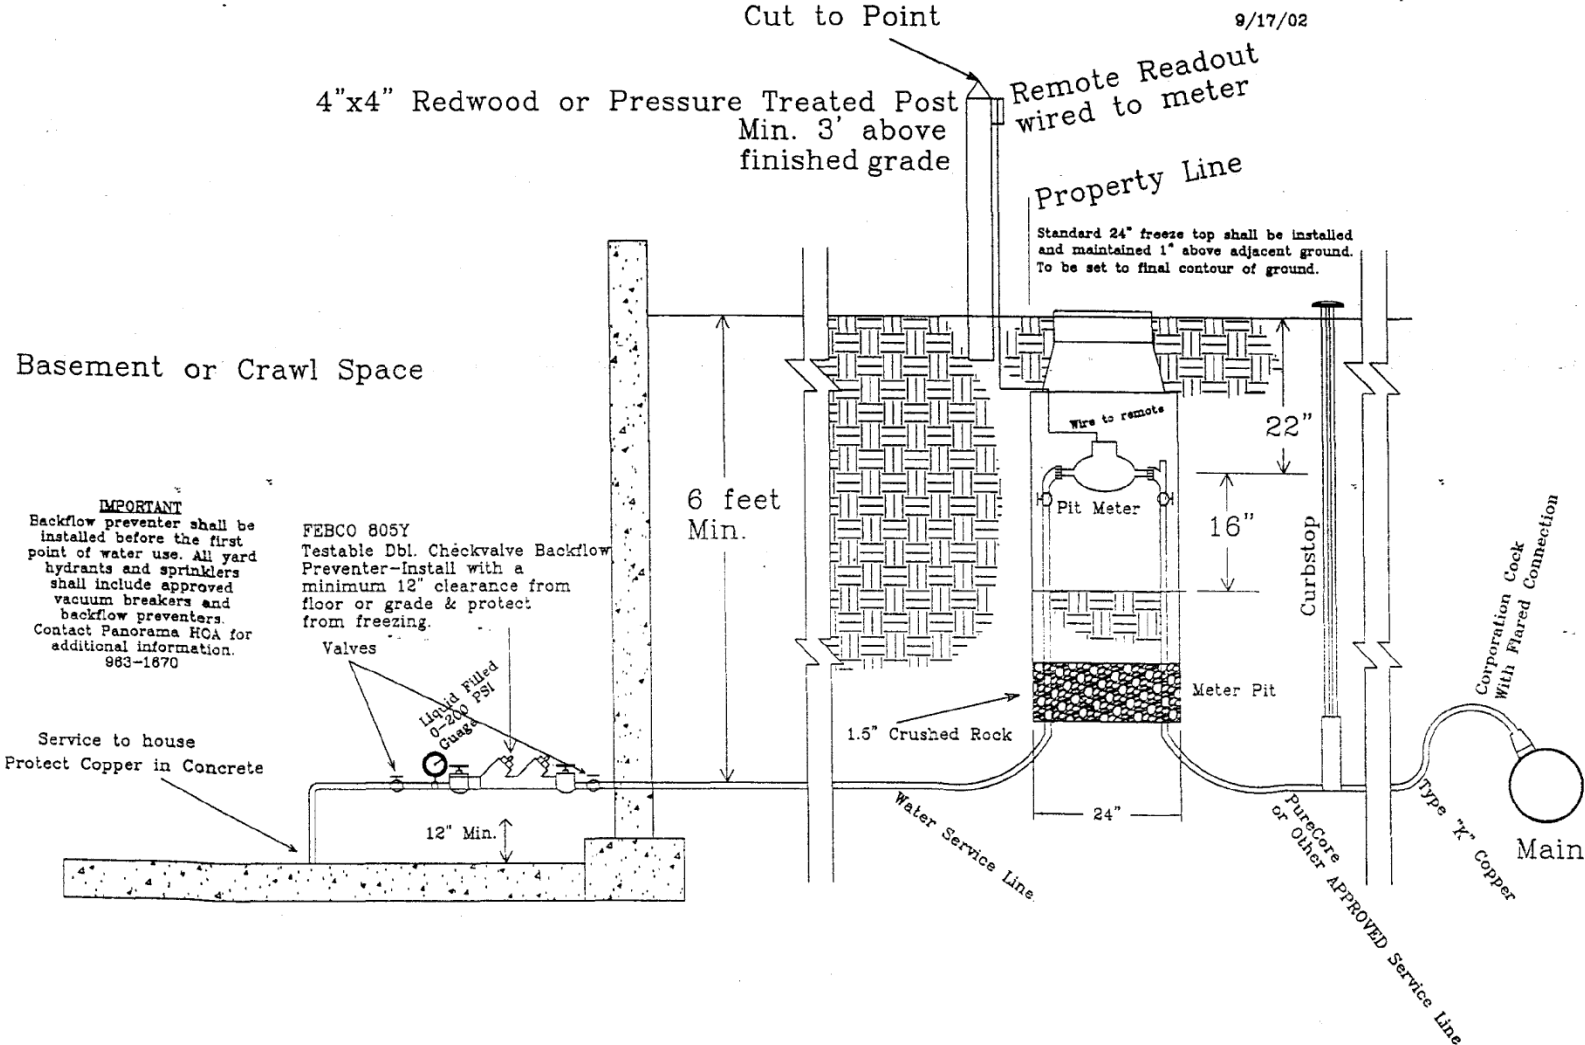 Cut to Point
9/17/02
4"x4" Redwood or Pressure Treated Post
Min. 3' above
finished grade
Remote Readout
wired to meter
Property Line
Standard 24" freeze top shall be installed
and maintained 1" above adjacent ground.
To be set to final contour of ground.
Basement or Crawl Space
Wire to remote
22"
6 feet
Min.
Pit Meter
16"
Curbstop
Corporation Cock
With Flared Connection
IMPORTANT
Backflow preventer shall be
installed before the first
point of water use. All yard
hydrants and sprinklers
shall include approved
vacuum breakers and
backflow preventers.
Contact Panorama HOA for
additional information.
963-1670
FEBCO 805Y
Testable Dbl. Checkvalve Backflow
Preventer-Install with a
minimum 12" clearance from
floor or grade & protect
from freezing.
Valves
Liquid Filled
0-200 PSI
Guage
Meter Pit
1.5" Crushed Rock
Service to house
Protect Copper in Concrete
12" Min.
24"
Water Service Line
PureCore
or Other APPROVED Service Line
Type "K" Copper
Main